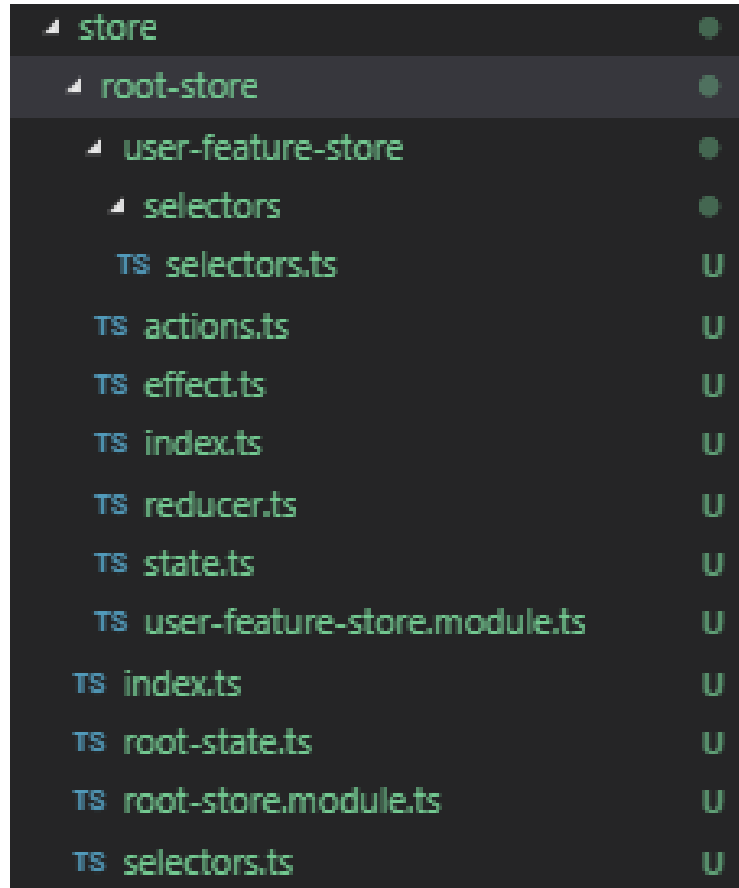 store
root-store
user-feature-store
selectors
TS selectors.ts U
TS actions.ts U
TS effect.ts U
TS index.ts U
TS reducer.ts U
TS state.ts U
TS user-feature-store.module.ts U
TS index.ts U
TS root-state.ts U
TS root-store.module.ts U
TS selectors.ts U